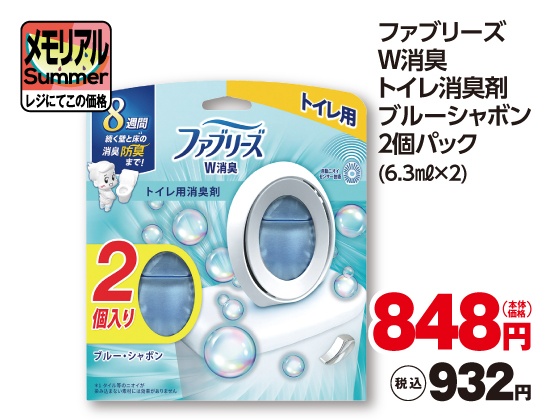 メモリアル
Summer
レジにてこの価格
ファブリーズ
W消臭
トイレ消臭剤
ブルーシャボン
2個パック
(6.3㎖×2)
8週間
続く壁と床の
消臭防臭
まで!
トイレ用
ファブリーズ
W消臭
トイレ用消臭剤
2
個入り
ブルー・シャボン
848円
(本体
価格)
税込 932円